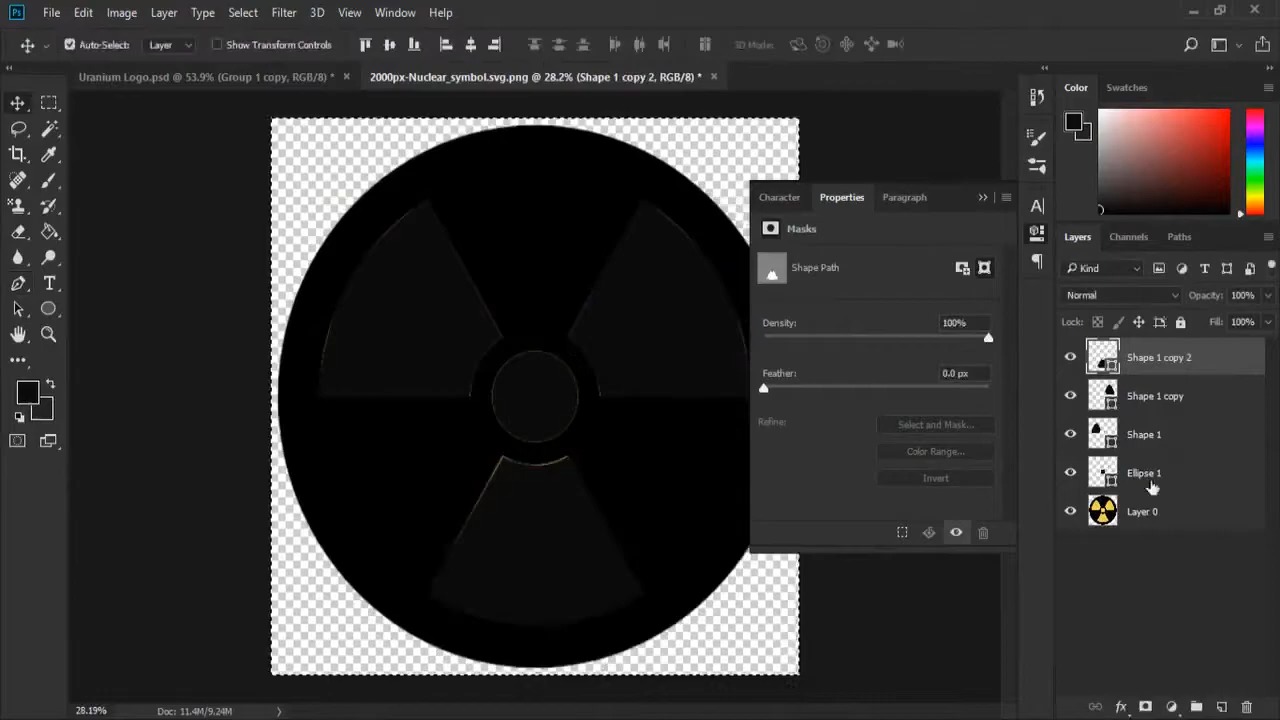 Ps File Edit Image Layer Type Select Filter 3D View Window Help
Auto-Select: Layer Show Transform Controls 3D Mode:
Uranium Logo.psd @ 53.9% (Group 1 copy, RGB/8) * × 2000px-Nuclear_symbol.svg.png @ 28.2% (Shape 1 copy 2, RGB/8) * ×
Color Swatches
Character Properties Paragraph
Masks
Shape Path
Density: 100%
Feather: 0.0 px
Refine: Select and Mask...
Color Range...
Invert
Layers Channels Paths
Kind
Normal Opacity: 100%
Lock: Fill: 100%
Shape 1 copy 2
Shape 1 copy
Shape 1
Ellipse 1
Layer 0
fx
28.19% Doc: 11.4M/9.24M